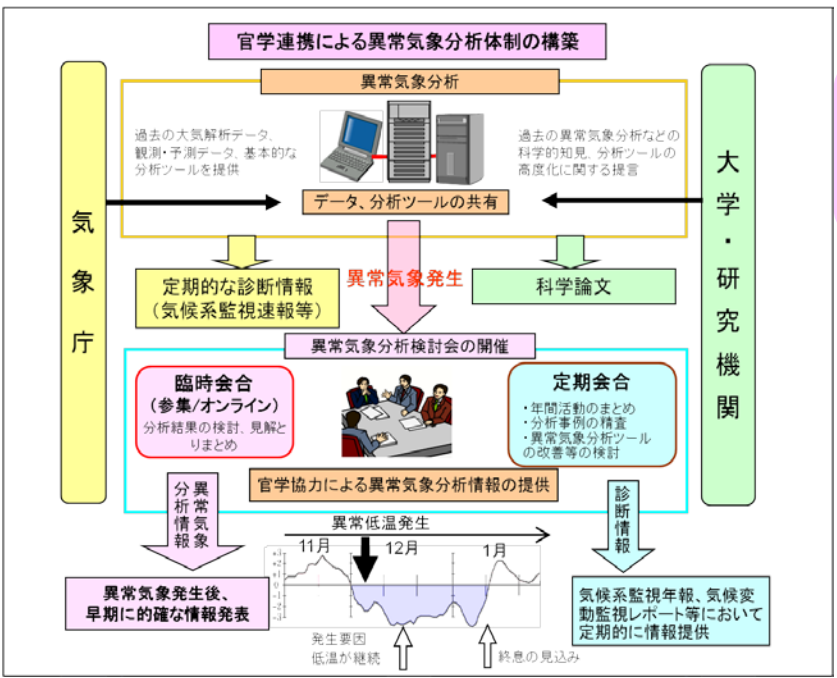 官学連携による異常気象分析体制の構築
異常気象分析
過去の大気解析データ、
観測・予測データ、基本的な
分析ツールを提供
過去の異常気象分析などの
科学的知見、分析ツールの
高度化に関する提言
データ、分析ツールの共有
気象庁
大学・研究機関
定期的な診断情報
（気候系監視速報等）
異常気象発生
科学論文
異常気象分析検討会の開催
臨時会合
（参集/オンライン）
分析結果の検討、見解と
りまとめ
定期会合
・年間活動のまとめ
・分析事例の精査
・異常気象分析ツール
の改善等の検討
官学協力による異常気象分析情報の提供
異常気象
分析情報
診断情報
異常低温発生
11月
12月
1月
+3
+2
+1
0
-1
-2
-3
異常気象発生後、
早期に的確な情報発表
発生要因
低温が継続
終息の見込み
気候系監視年報、気候変
動監視レポート等において
定期的に情報提供